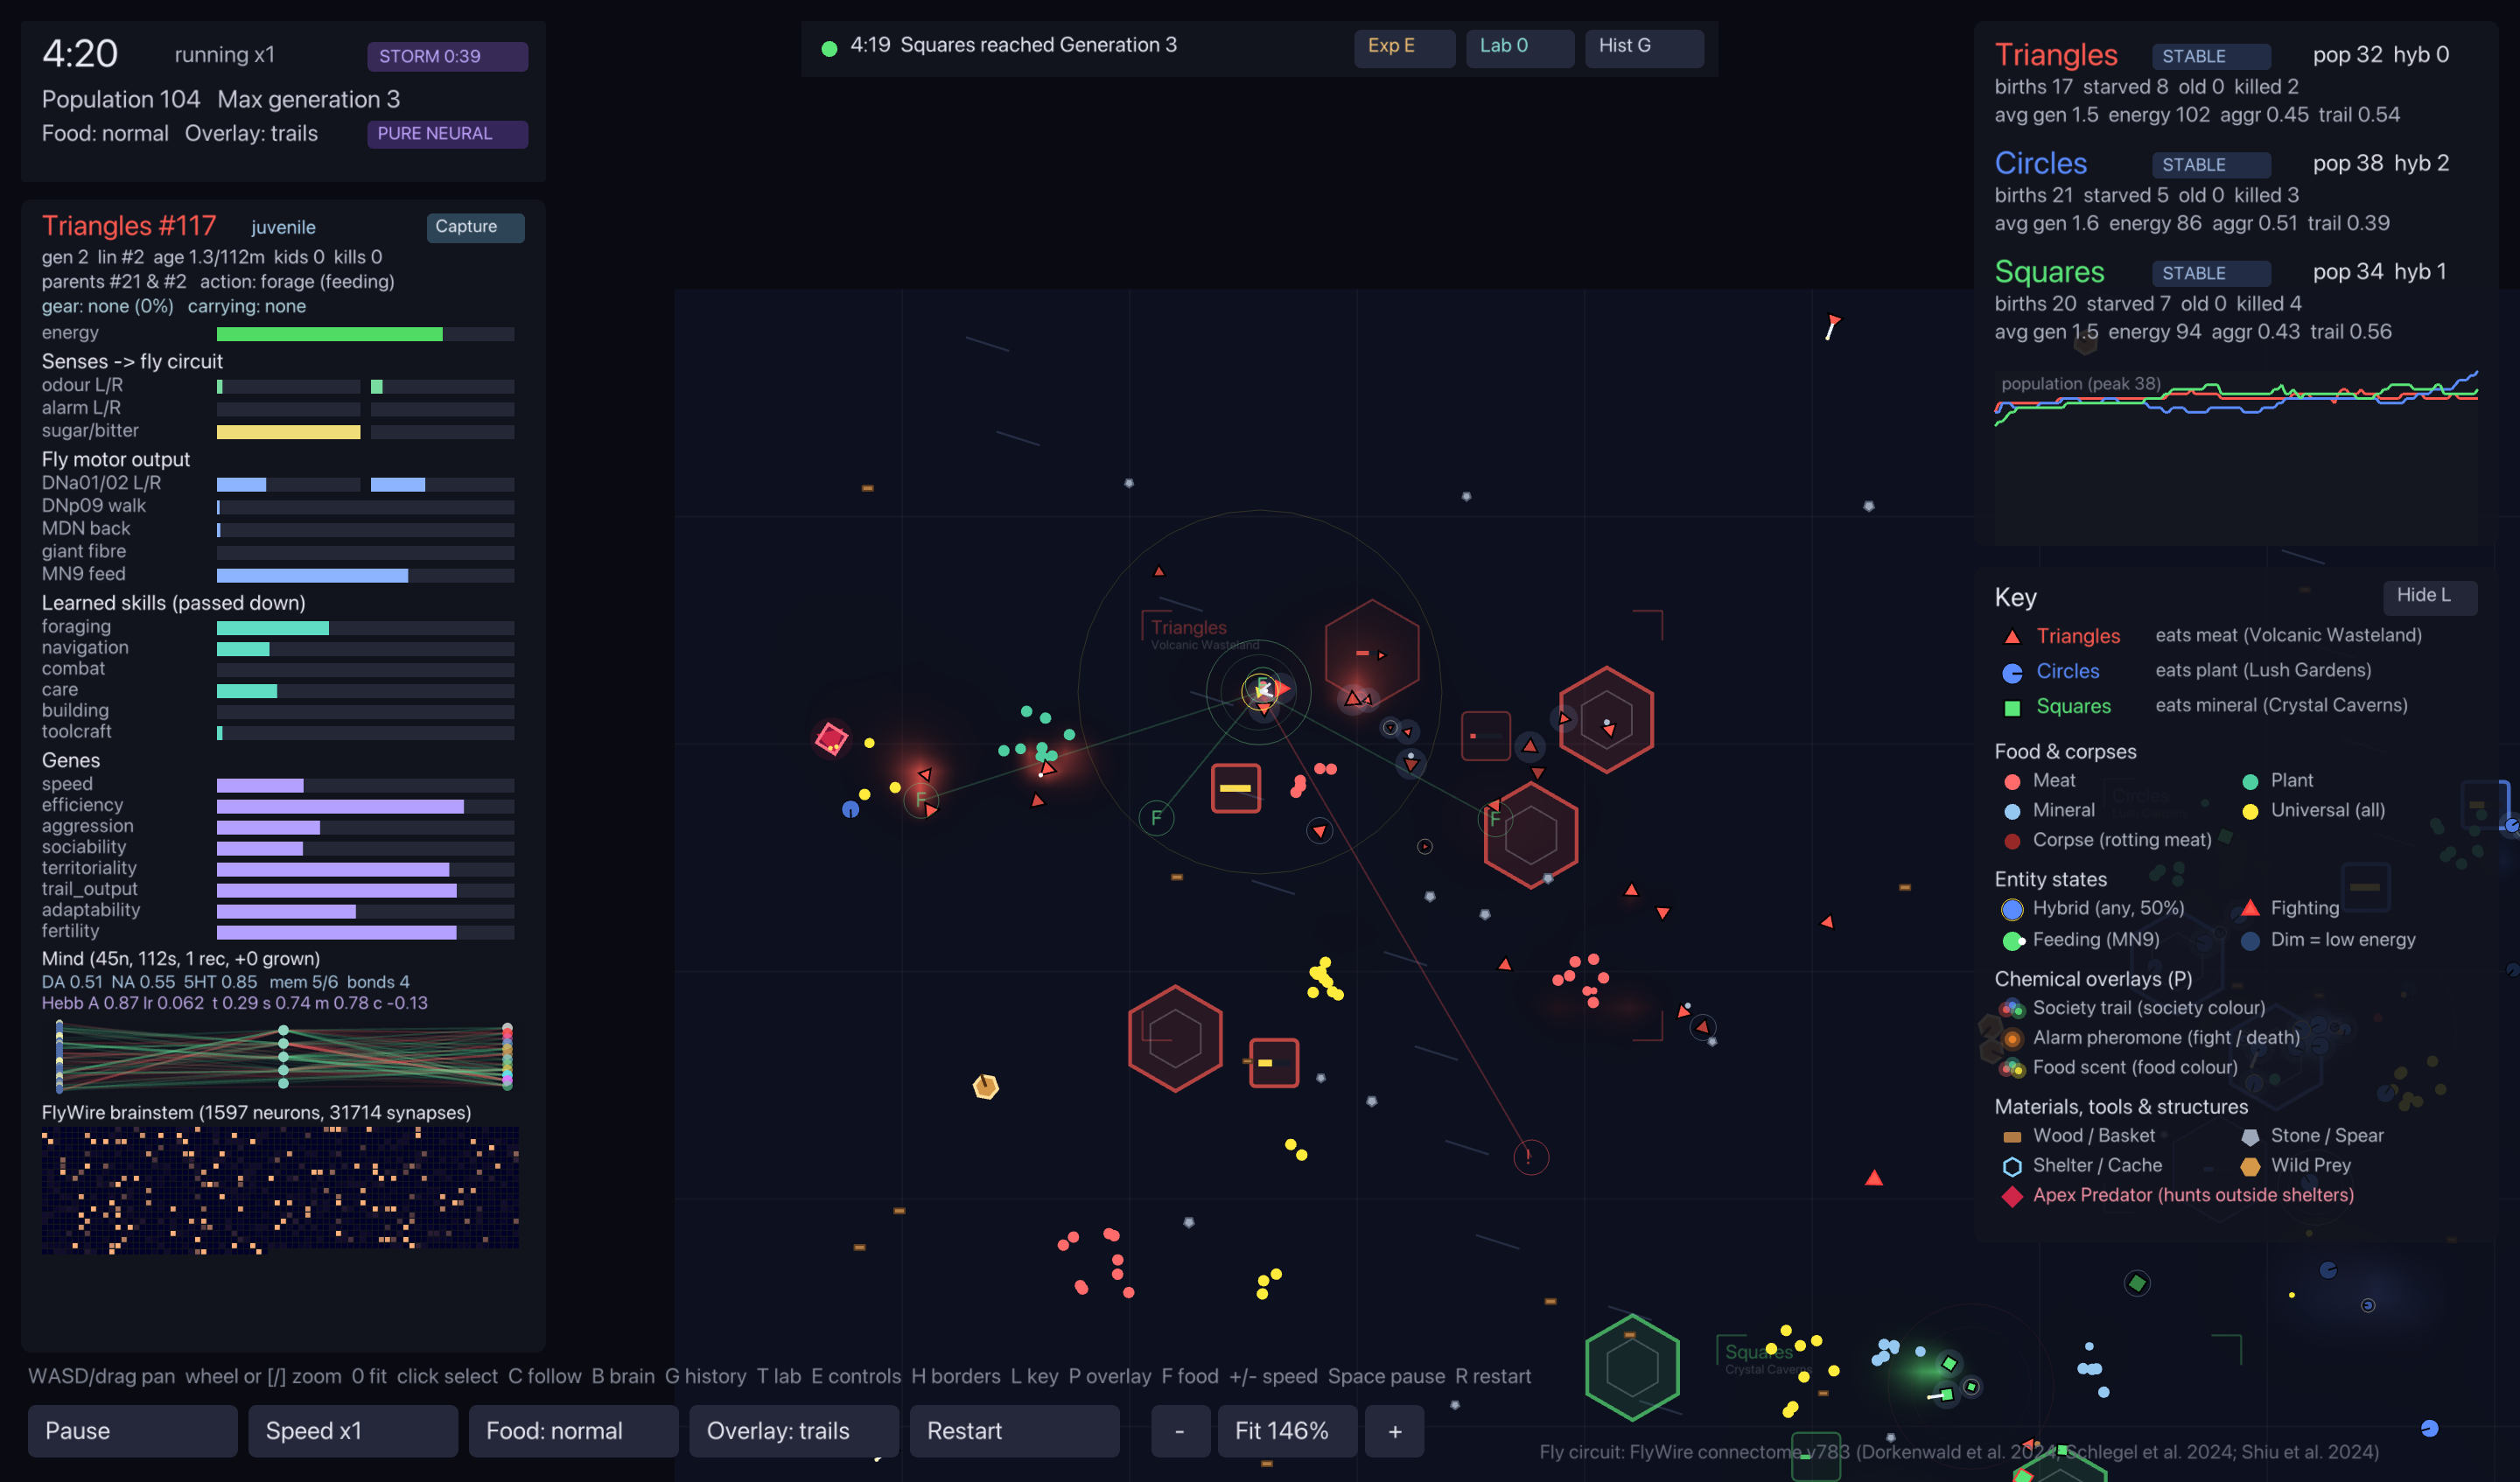 4:20 running x1 STORM 0:39
Population 104 Max generation 3
Food: normal Overlay: trails PURE NEURAL
Triangles #117 juvenile Capture
gen 2 lin #2 age 1.3/112m kids 0 kills 0
parents #21 & #2 action: forage (feeding)
gear: none (0%) carrying: none
energy
Senses -> fly circuit
odour L/R
alarm L/R
sugar/bitter
Fly motor output
DNa01/02 L/R
DNp09 walk
MDN back
giant fibre
MN9 feed
Learned skills (passed down)
foraging
navigation
combat
care
building
toolcraft
Genes
speed
efficiency
aggression
sociability
territoriality
trail_output
adaptability
fertility
Mind (45n, 112s, 1 rec, +0 grown)
DA 0.51 NA 0.55 5HT 0.85 mem 5/6 bonds 4
Hebb A 0.87 lr 0.062 t 0.29 s 0.74 m 0.78 c -0.13
FlyWire brainstem (1597 neurons, 31714 synapses)
4:19 Squares reached Generation 3 Exp E Lab 0 Hist G
Triangles
Volcanic Wasteland
F
F
F
F
!
Squares
Crystal Caverns
Triangles STABLE pop 32 hyb 0
births 17 starved 8 old 0 killed 2
avg gen 1.5 energy 102 aggr 0.45 trail 0.54
Circles STABLE pop 38 hyb 2
births 21 starved 5 old 0 killed 3
avg gen 1.6 energy 86 aggr 0.51 trail 0.39
Squares STABLE pop 34 hyb 1
births 20 starved 7 old 0 killed 4
avg gen 1.5 energy 94 aggr 0.43 trail 0.56
population (peak 38)
Key Hide L
Triangles eats meat (Volcanic Wasteland)
Circles eats plant (Lush Gardens)
Squares eats mineral (Crystal Caverns)
Food & corpses
Meat Plant
Mineral Universal (all)
Corpse (rotting meat)
Circles
Entity states
Hybrid (any, 50%) Fighting
Feeding (MN9) Dim = low energy
Chemical overlays (P)
Society trail (society colour)
Alarm pheromone (fight / death)
Food scent (food colour)
Materials, tools & structures
Wood / Basket Stone / Spear
Shelter / Cache Wild Prey
Apex Predator (hunts outside shelters)
WASD/drag pan wheel or [/] zoom 0 fit click select C follow B brain G history T lab E controls H borders L key P overlay F food +/- speed Space pause R restart
Pause Speed x1 Food: normal Overlay: trails Restart - Fit 146% +
Fly circuit: FlyWire connectome v783 (Dorkenwald et al. 2024; Schlegel et al. 2024; Shiu et al. 2024)